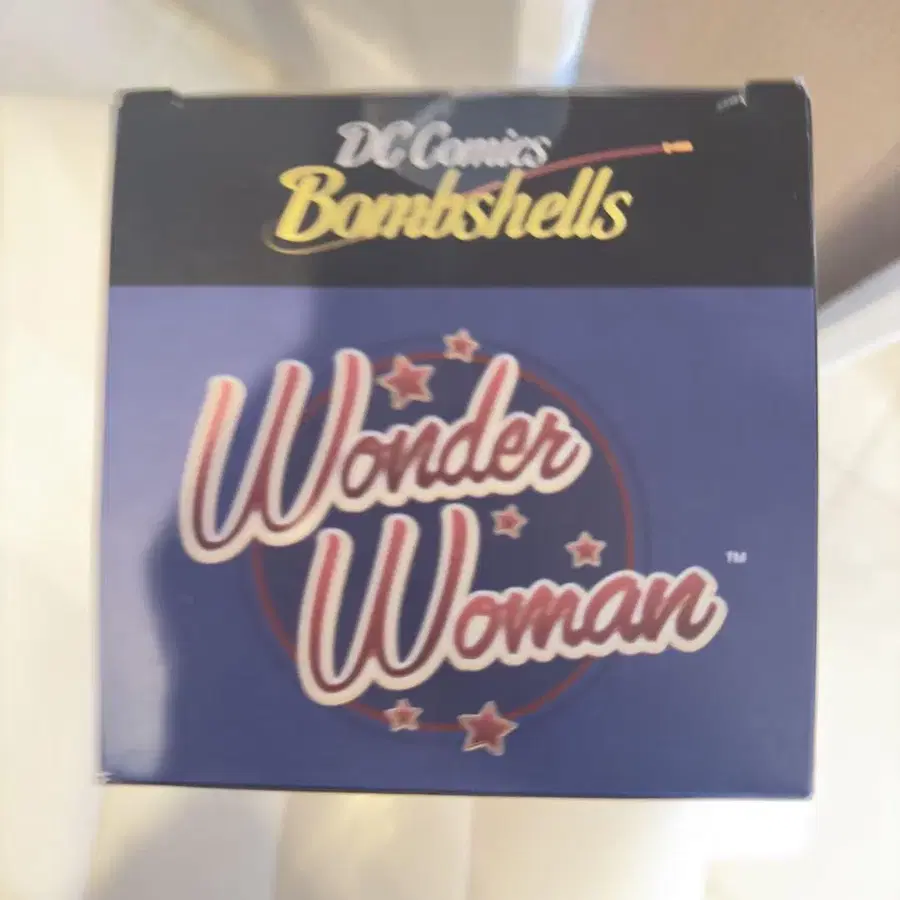 DC Comics
Bombshells
Wonder
Woman
TM